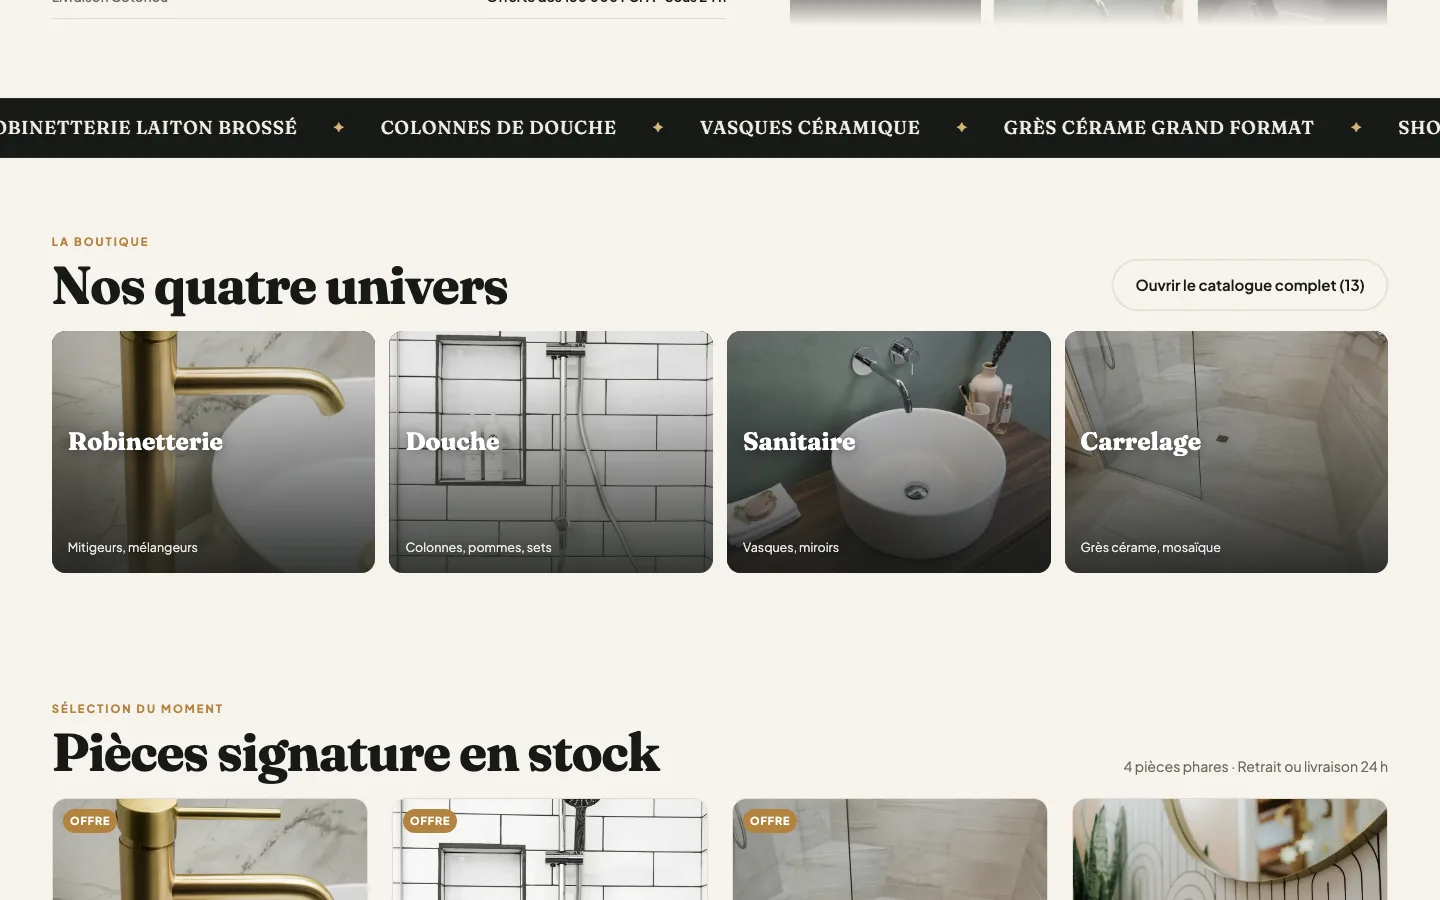 OBINETTERIE LAITON BROSSÉ ✦ COLONNES DE DOUCHE ✦ VASQUES CÉRAMIQUE ✦ GRÈS CÉRAME GRAND FORMAT ✦ SHO
LA BOUTIQUE
Nos quatre univers
Ouvrir le catalogue complet (13)
Robinetterie
Mitigeurs, mélangeurs
Douche
Colonnes, pommes, sets
Sanitaire
Vasques, miroirs
Carrelage
Grès cérame, mosaïque
SÉLECTION DU MOMENT
Pièces signature en stock
4 pièces phares · Retrait ou livraison 24 h
OFFRE
OFFRE
OFFRE